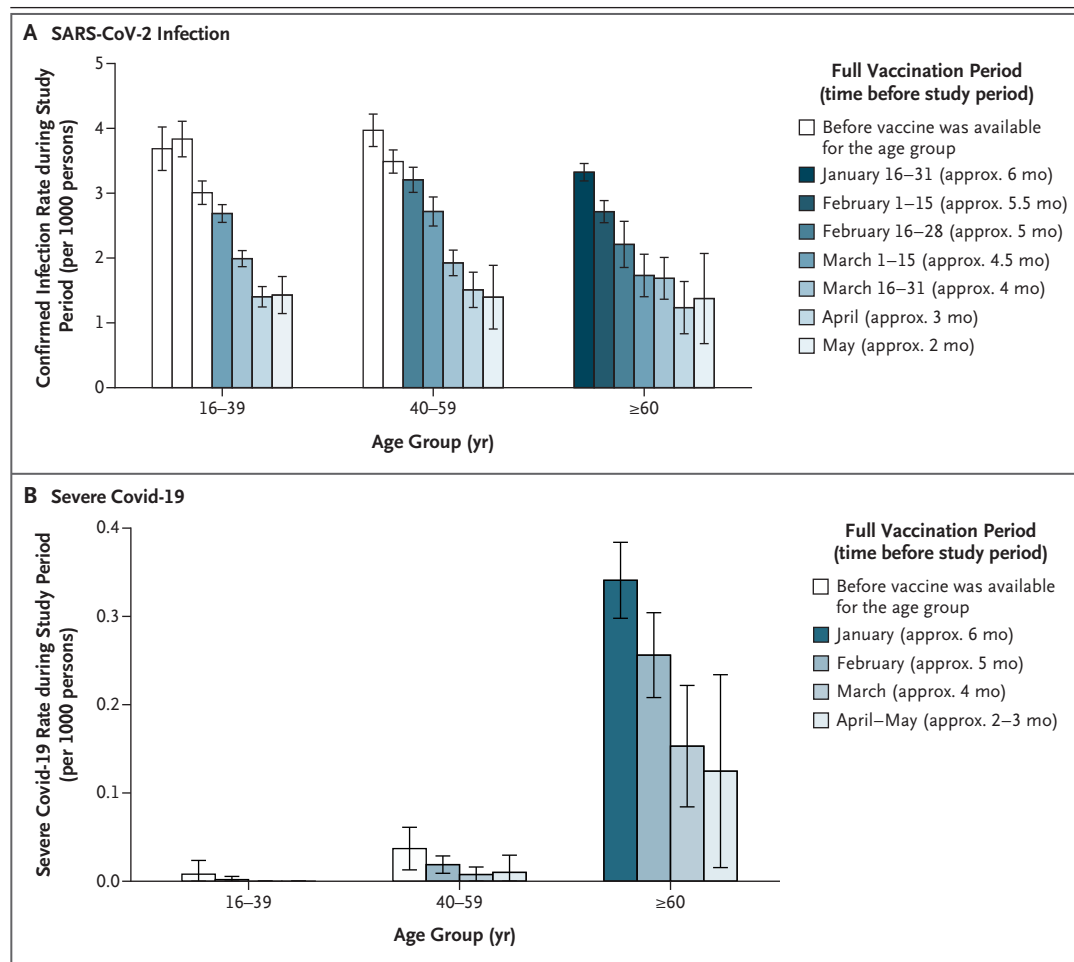 A SARS-CoV-2 Infection
Confirmed Infection Rate during Study
Period (per 1000 persons)
5
4
3
2
1
0
16–39
40–59
≥60
Age Group (yr)
Full Vaccination Period
(time before study period)
Before vaccine was available
for the age group
January 16–31 (approx. 6 mo)
February 1–15 (approx. 5.5 mo)
February 16–28 (approx. 5 mo)
March 1–15 (approx. 4.5 mo)
March 16–31 (approx. 4 mo)
April (approx. 3 mo)
May (approx. 2 mo)
B Severe Covid-19
Severe Covid-19 Rate during Study Period
(per 1000 persons)
0.4
0.3
0.2
0.1
0.0
16–39
40–59
≥60
Age Group (yr)
Full Vaccination Period
(time before study period)
Before vaccine was available
for the age group
January (approx. 6 mo)
February (approx. 5 mo)
March (approx. 4 mo)
April–May (approx. 2–3 mo)